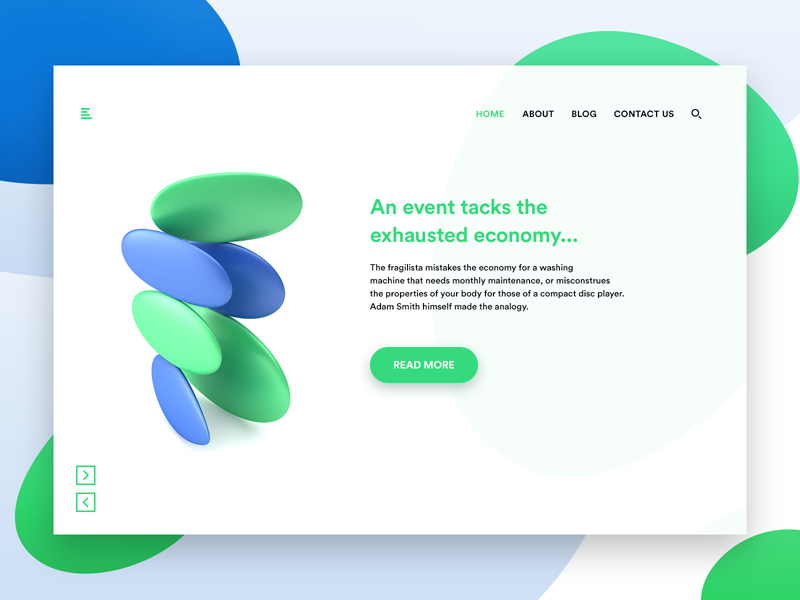 HOME ABOUT BLOG CONTACT US
An event tacks the
exhausted economy...
The fragilista mistakes the economy for a washing
machine that needs monthly maintenance, or misconstrues
the properties of your body for those of a compact disc player.
Adam Smith himself made the analogy.
READ MORE